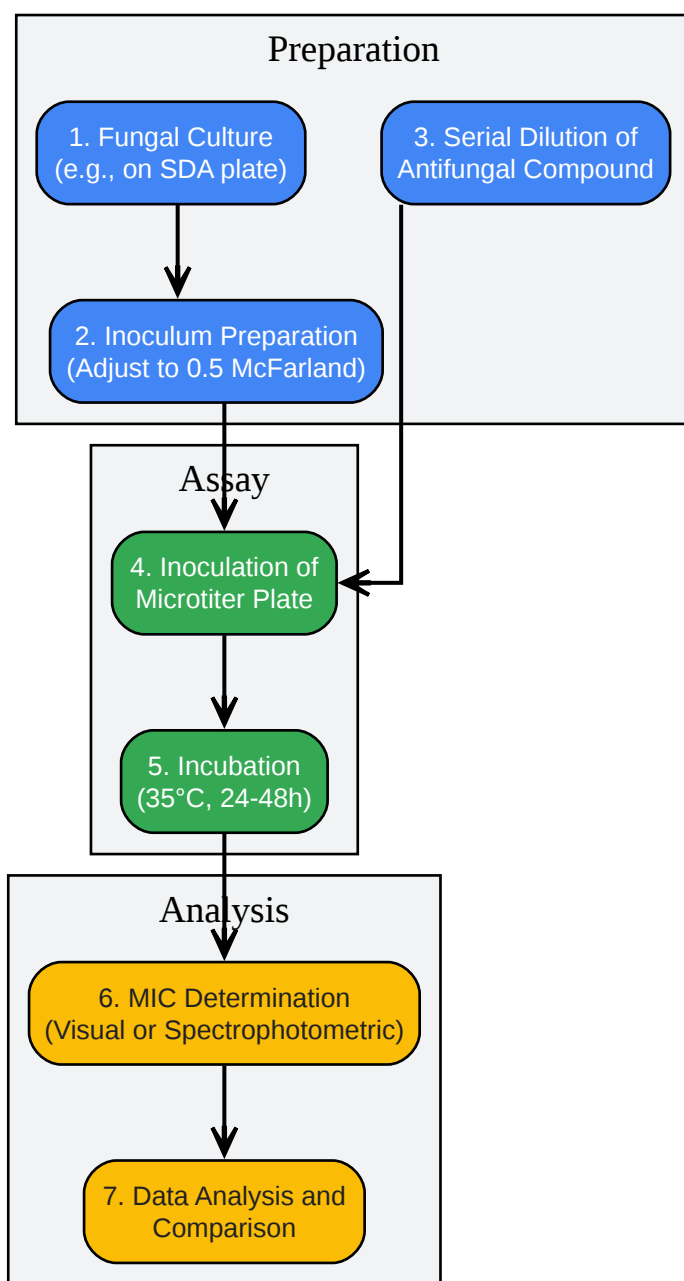 Preparation
1. Fungal Culture
(e.g., on SDA plate)
3. Serial Dilution of
Antifungal Compound
2. Inoculum Preparation
(Adjust to 0.5 McFarland)
Assay
4. Inoculation of
Microtiter Plate
5. Incubation
(35°C, 24-48h)
Analysis
6. MIC Determination
(Visual or Spectrophotometric)
7. Data Analysis and
Comparison